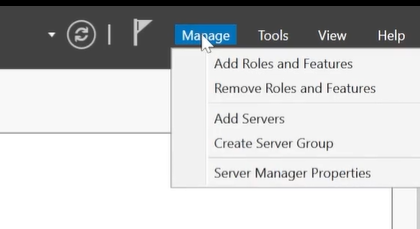 Manage Tools View Help
Add Roles and Features
Remove Roles and Features
Add Servers
Create Server Group
Server Manager Properties